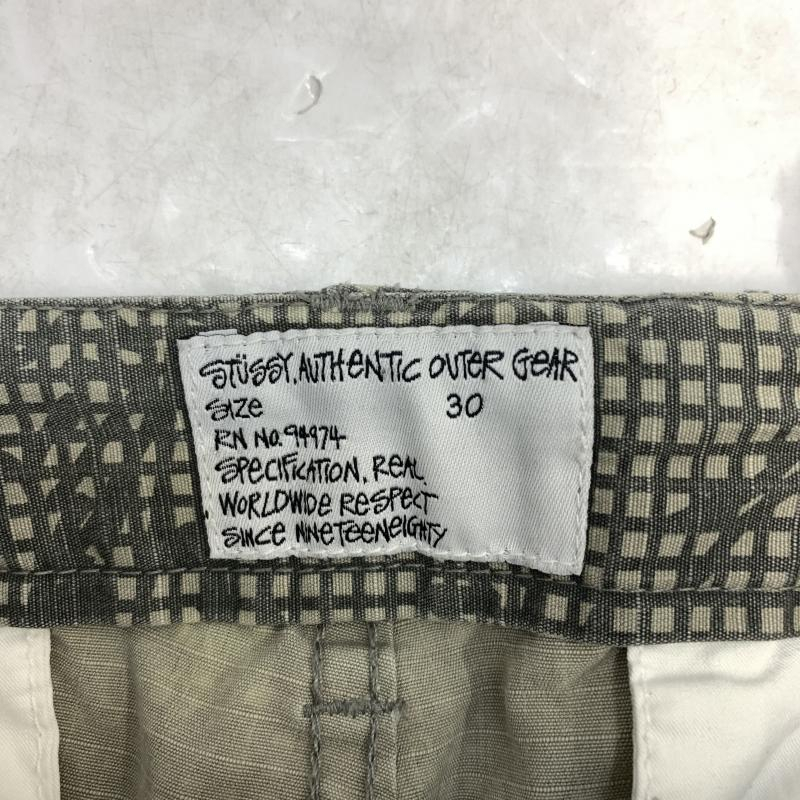 STÜSSY, AUTHENTIC OUTER GEAR
SIZE 30
RN NO. 94974
SPECIFICATION, REAL
WORLDWIDE RESPECT
SINCE NINETEENEIGHTY